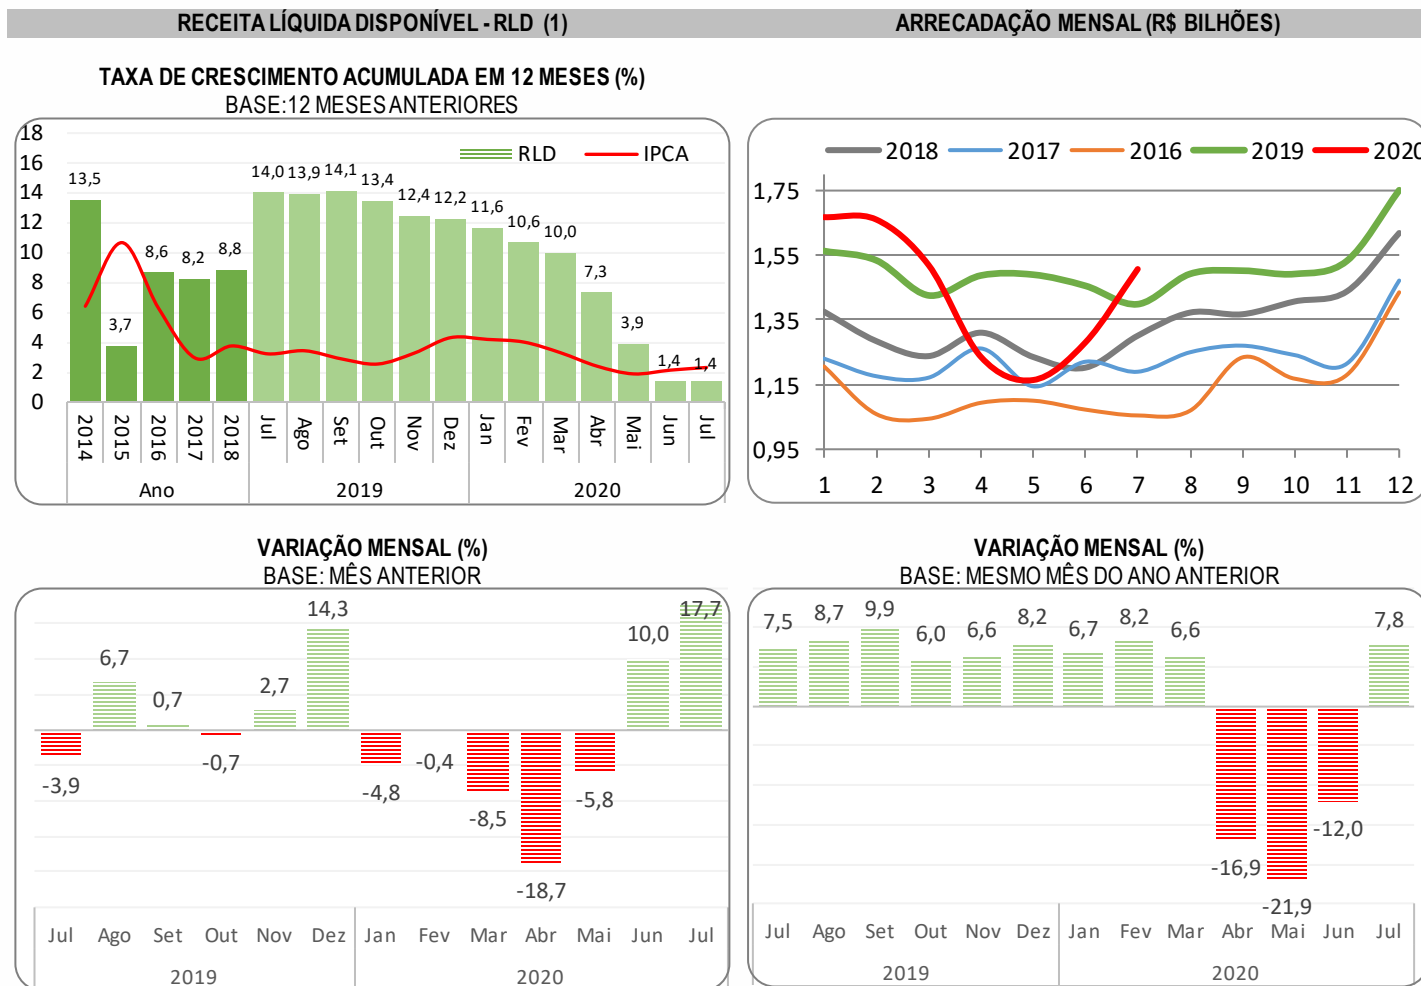 RECEITA LÍQUIDA DISPONÍVEL - RLD (1)
ARRECADAÇÃO MENSAL (R$ BILHÕES)
TAXA DE CRESCIMENTO ACUMULADA EM 12 MESES (%)
BASE:12 MESES ANTERIORES
RLD IPCA
18
16
14
12
10
8
6
4
2
0
13,5 3,7 8,6 8,2 8,8 14,0 13,9 14,1 13,4 12,4 12,2 11,6 10,6 10,0 7,3 3,9 1,4 1,4
2014 2015 2016 2017 2018 Jul Ago Set Out Nov Dez Jan Fev Mar Abr Mai Jun Jul
Ano 2019 2020
2018 2017 2016 2019 2020
1,75
1,55
1,35
1,15
0,95
1 2 3 4 5 6 7 8 9 10 11 12
VARIAÇÃO MENSAL (%)
BASE: MÊS ANTERIOR
-3,9 6,7 0,7 -0,7 2,7 14,3 -4,8 -0,4 -8,5 -18,7 -5,8 10,0 17,7
Jul Ago Set Out Nov Dez Jan Fev Mar Abr Mai Jun Jul
2019 2020
VARIAÇÃO MENSAL (%)
BASE: MESMO MÊS DO ANO ANTERIOR
7,5 8,7 9,9 6,0 6,6 8,2 6,7 8,2 6,6 -16,9 -21,9 -12,0 7,8
Jul Ago Set Out Nov Dez Jan Fev Mar Abr Mai Jun Jul
2019 2020